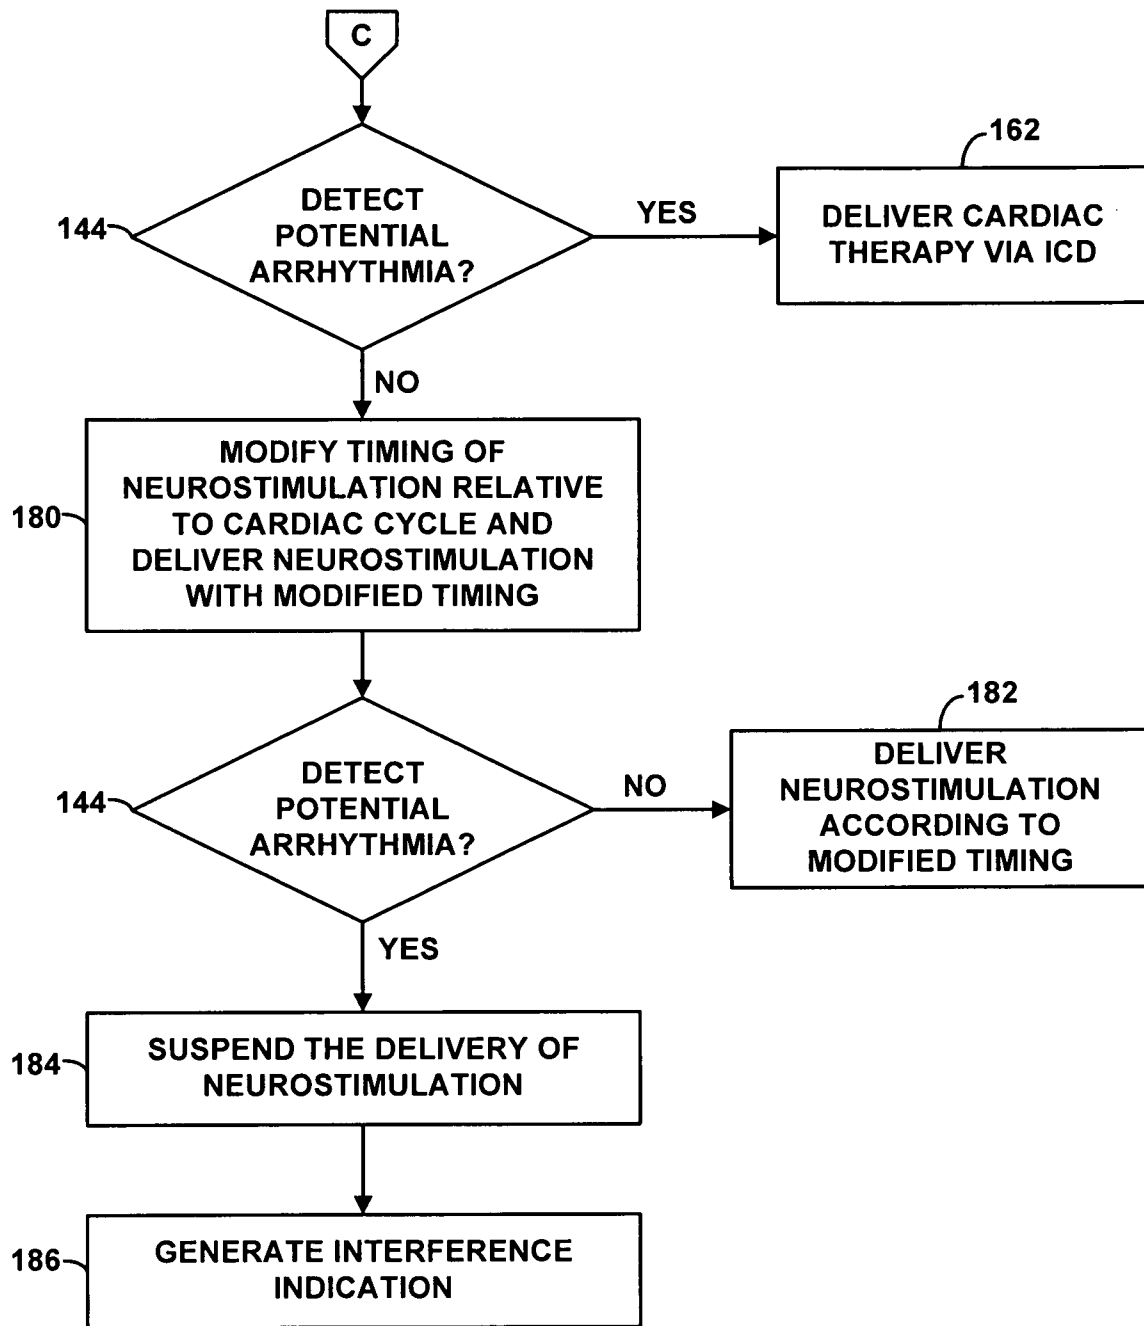 C
DETECT
POTENTIAL
ARRHYTHMIA?
144
YES
162
DELIVER CARDIAC
THERAPY VIA ICD
NO
MODIFY TIMING OF
NEUROSTIMULATION RELATIVE
TO CARDIAC CYCLE AND
DELIVER NEUROSTIMULATION
WITH MODIFIED TIMING
180
DETECT
POTENTIAL
ARRHYTHMIA?
144
NO
182
DELIVER
NEUROSTIMULATION
ACCORDING TO
MODIFIED TIMING
YES
SUSPEND THE DELIVERY OF
NEUROSTIMULATION
184
GENERATE INTERFERENCE
INDICATION
186